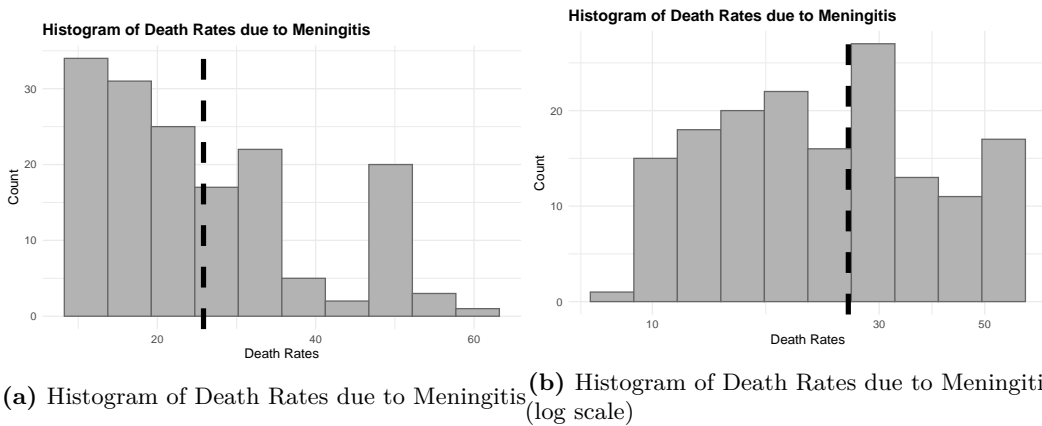 Histogram of Death Rates due to Meningitis
30
20
10
0
Count
20
40
60
Death Rates
(a) Histogram of Death Rates due to Meningitis
Histogram of Death Rates due to Meningitis
20
10
0
Count
10
30
50
Death Rates
(b) Histogram of Death Rates due to Meningiti
(log scale)